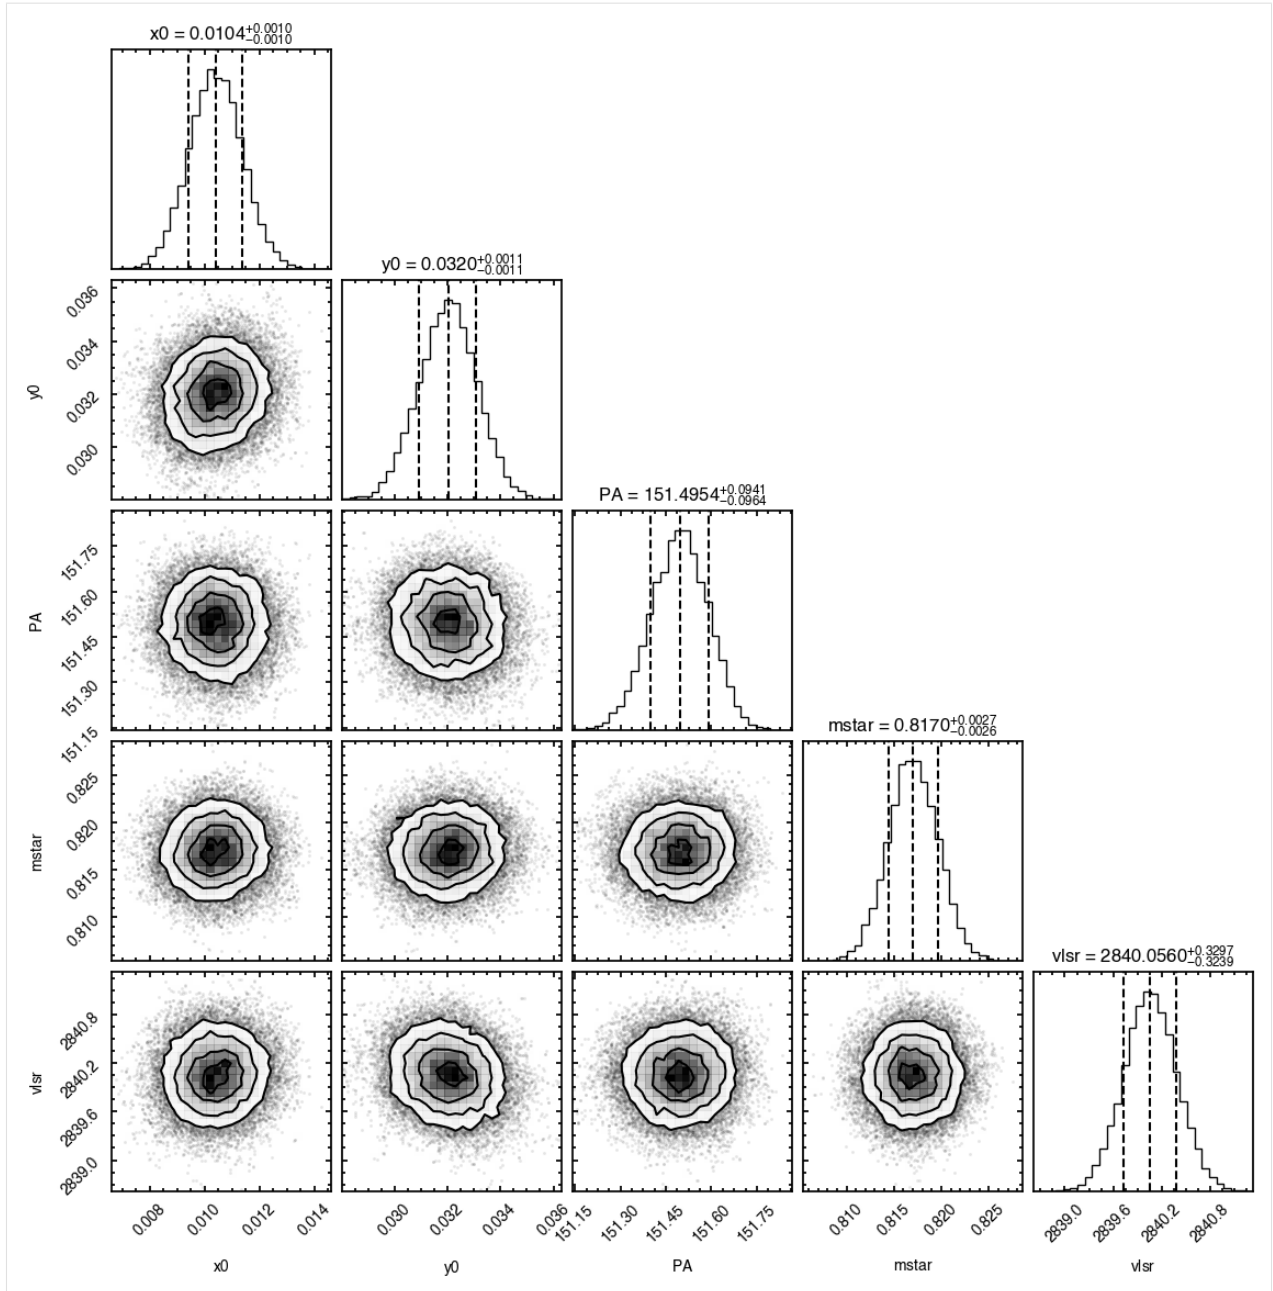 x0 = 0.0104+0.0010 −0.0010
y0 = 0.0320+0.0011 −0.0011
0.036
0.034
0.032
0.030
y0
PA = 151.4954+0.0941 −0.0964
151.75
151.60
151.45
151.30
151.15
PA
mstar = 0.8170+0.0027 −0.0026
0.825
0.820
0.815
0.810
mstar
vlsr = 2840.0560+0.3297 −0.3239
2840.8
2840.2
2839.6
2839.0
vlsr
0.008 0.010 0.012 0.014 0.030 0.032 0.034 0.036 151.15 151.30 151.45 151.60 151.75 0.810 0.815 0.820 0.825 2839.0 2839.6 2840.2 2840.8
x0 y0 PA mstar vlsr